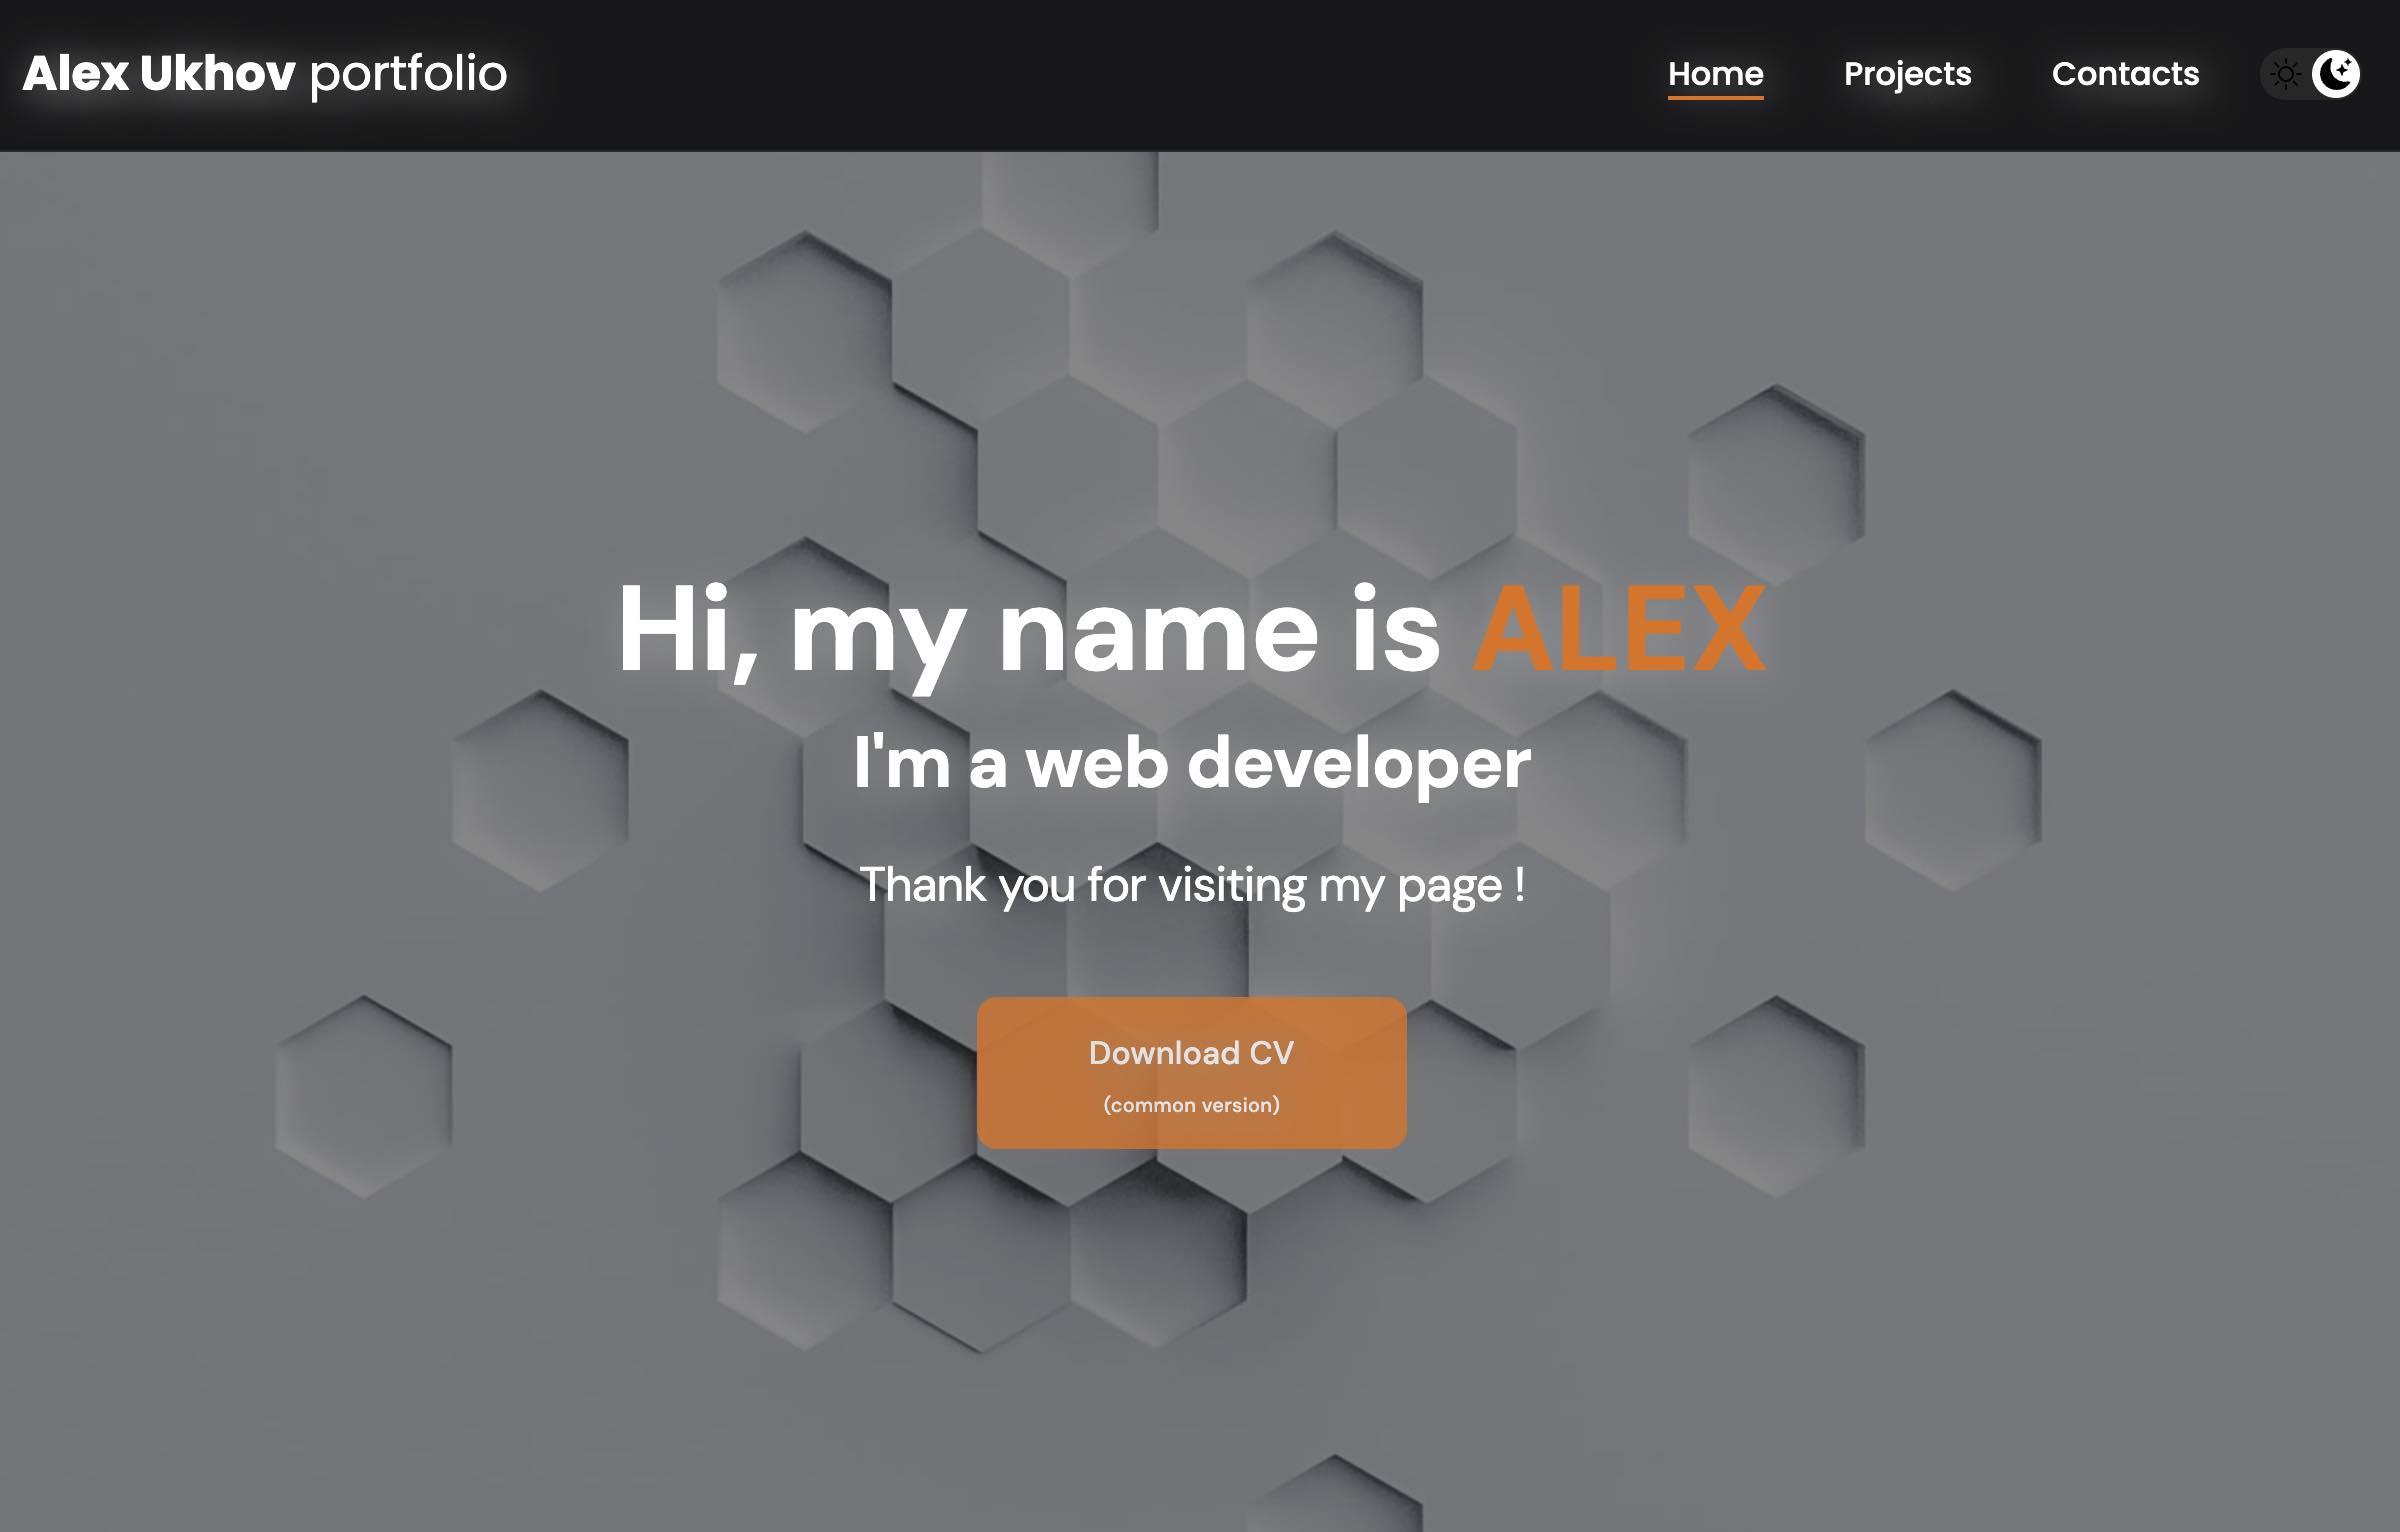 Alex Ukhov portfolio
Home
Projects
Contacts
Hi, my name is ALEX
I'm a web developer
Thank you for visiting my page !
Download CV
(common version)